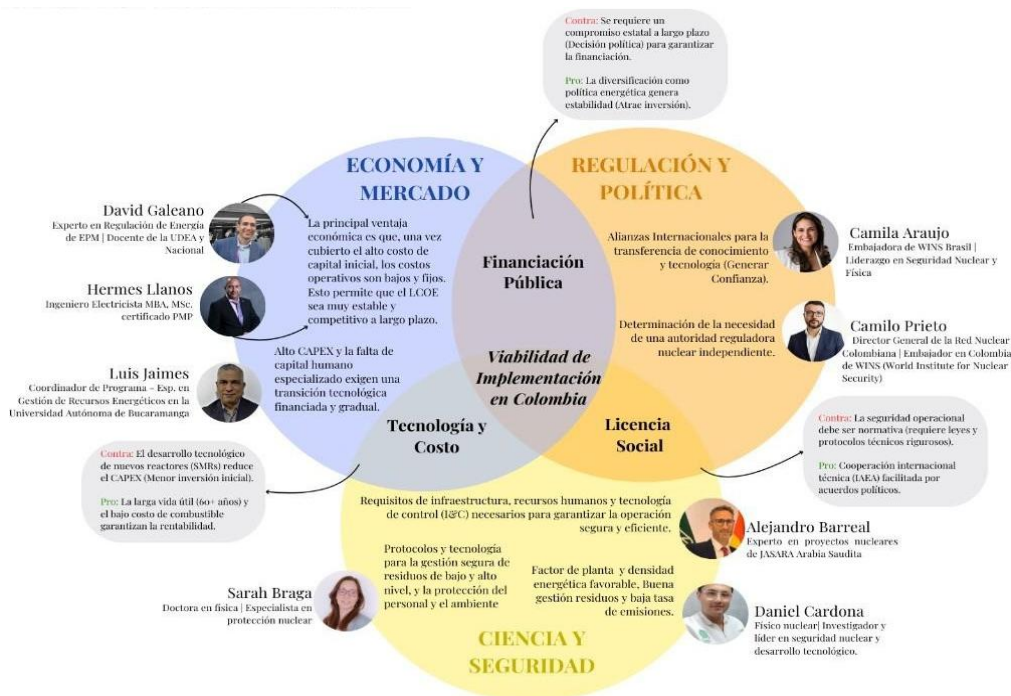 Contra: Se requiere un
compromiso estatal a largo plazo
(Decisión política) para garantizar
la financiación.
Pro: La diversificación como
política energética genera
estabilidad (Atrae inversión).
ECONOMÍA Y
MERCADO
REGULACIÓN Y
POLÍTICA
David Galeano
Experto en Regulación de Energía
de EPM | Docente de la UDEA y
Nacional
Hermes Llanos
Ingeniero Electricista MBA, MSc.
certificado PMP
Luis Jaimes
Coordinador de Programa - Esp. en
Gestión de Recursos Energéticos en la
Universidad Autónoma de Bucaramanga
La principal ventaja
económica es que, una vez
cubierto el alto costo de
capital inicial, los costos
operativos son bajos y fijos.
Esto permite que el LCOE
sea muy estable y
competitivo a largo plazo.
Alto CAPEX y la falta de
capital humano
especializado exigen una
transición tecnológica
financiada y gradual.
Financiación
Pública
Viabilidad de
Implementación
en Colombia
Alianzas Internacionales para la
transferencia de conocimiento
y tecnología (Generar
Confianza).
Determinación de la necesidad
de una autoridad reguladora
nuclear independiente.
Camila Araujo
Embajadora de WINS Brasil |
Liderazgo en Seguridad Nuclear y
Física
Camilo Prieto
Director General de la Red Nuclear
Colombiana | Embajador en Colombia
de WINS (World Institute for Nuclear
Security)
Tecnología y
Costo
Licencia
Social
Contra: El desarrollo tecnológico
de nuevos reactores (SMRs) reduce
el CAPEX (Menor inversión inicial).
Pro: La larga vida útil (60+ años) y
el bajo costo de combustible
garantizan la rentabilidad.
Contra: La seguridad operacional
debe ser normativa (requiere leyes y
protocolos técnicos rigurosos).
Pro: Cooperación internacional
técnica (IAEA) facilitada por
acuerdos políticos.
Requisitos de infraestructura, recursos humanos y tecnología
de control (I&C) necesarios para garantizar la operación
segura y eficiente.
Alejandro Barreal
Experto en proyectos nucleares
de JASARA Arabia Saudita
Protocolos y tecnología
para la gestión segura de
residuos de bajo y alto
nivel, y la protección del
personal y el ambiente
Sarah Braga
Doctora en física | Especialista en
protección nuclear
Factor de planta y densidad
energética favorable, Buena
gestión residuos y baja tasa
de emisiones.
Daniel Cardona
Físico nuclear| Investigador y
líder en seguridad nuclear y
desarrollo tecnológico.
CIENCIA Y
SEGURIDAD